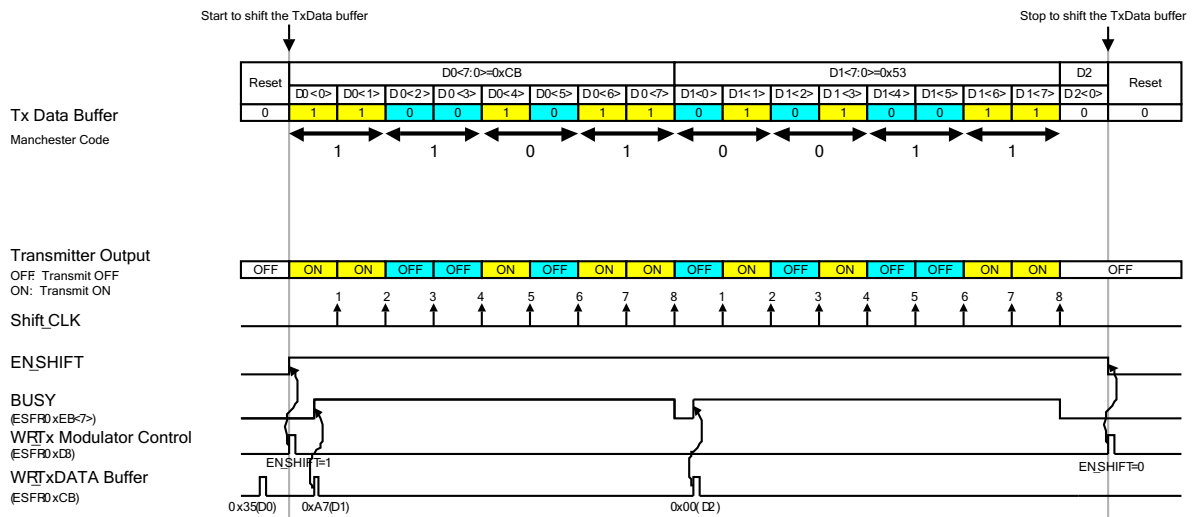 Start to shift the TxData buffer Stop to shift the TxData buffer
Reset D0<7:0>=0xCB D1<7:0>=0x53 D2 Reset
D0<0> D0<1> D0<2> D0<3> D0<4> D0<5> D0<6> D0<7> D1<0> D1<1> D1<2> D1<3> D1<4> D1<5> D1<6> D1<7> D2<0>
Tx Data Buffer 0 1 1 0 0 1 0 1 1 0 1 0 1 0 0 1 1 0 0
Manchester Code
1 1 0 1 0 0 1 1
Transmitter Output
OFF: Transmit OFF OFF ON ON OFF OFF ON OFF ON ON OFF ON OFF ON OFF OFF ON ON OFF
ON: Transmit ON
1 2 3 4 5 6 7 8 1 2 3 4 5 6 7 8
Shift_CLK
EN_SHIFT
BUSY
(ESFR0xEB<7>)
WR_Tx Modulator Control
(ESFR0xD3)
EN_SHIFT=1 EN_SHIFT=0
WR_TxDATA Buffer
(ESFR0xCB)
0x35(D0) 0xA7(D1) 0x00(D2)